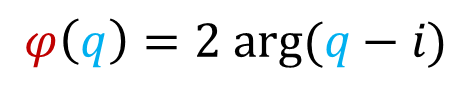 φ(q) = 2 arg(q − i)